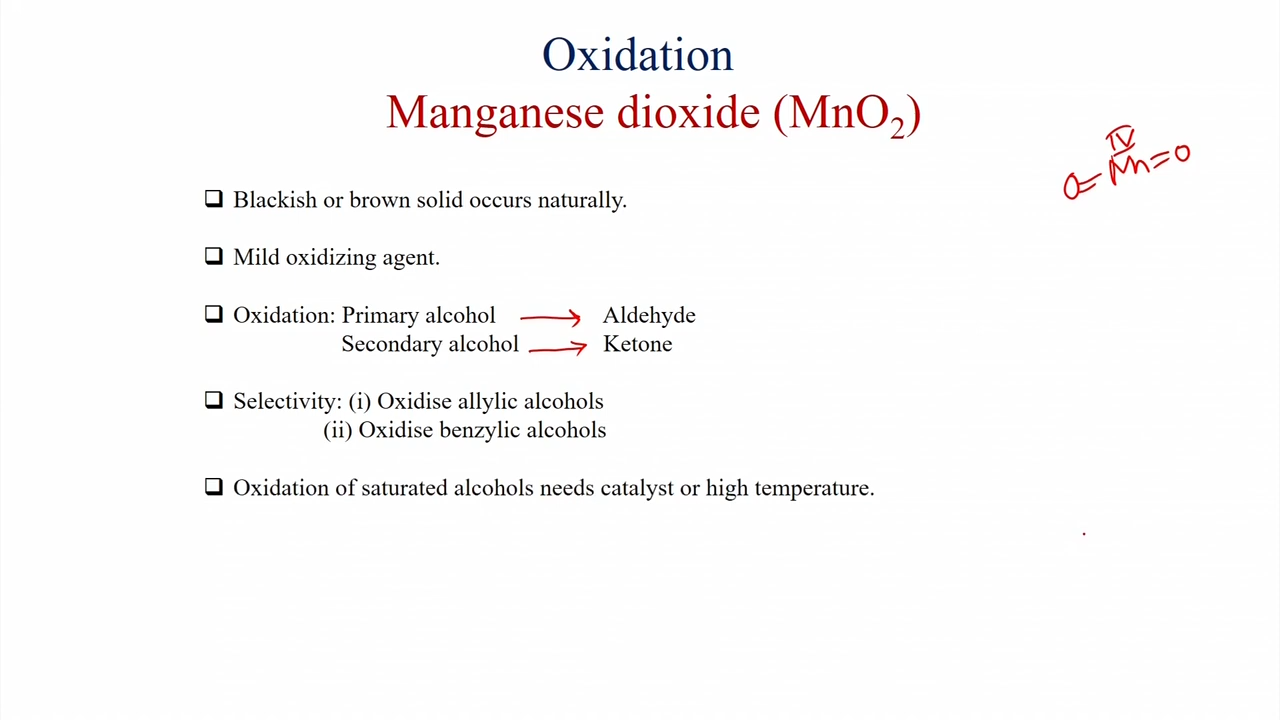 Oxidation
Manganese dioxide (MnO₂)
IV
O=Mn=O
❑ Blackish or brown solid occurs naturally.
❑ Mild oxidizing agent.
❑ Oxidation: Primary alcohol ⟶ Aldehyde
Secondary alcohol ⟶ Ketone
❑ Selectivity: (i) Oxidise allylic alcohols
(ii) Oxidise benzylic alcohols
❑ Oxidation of saturated alcohols needs catalyst or high temperature.